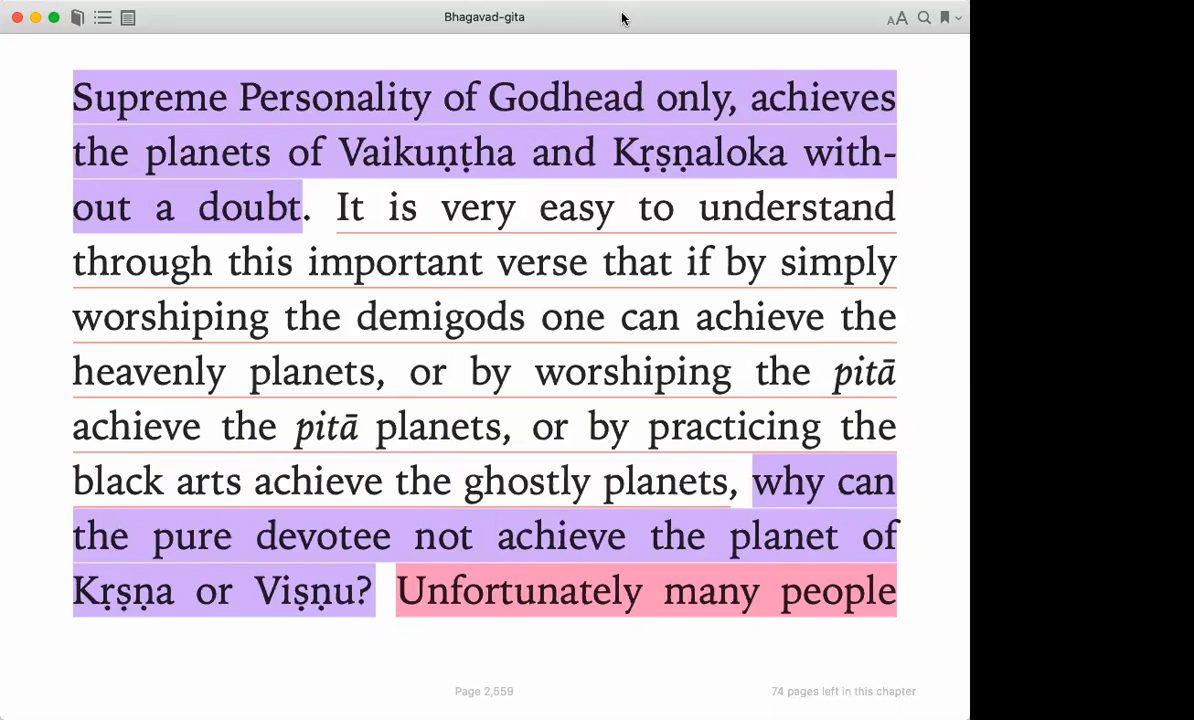 Bhagavad-gita
AA
Supreme Personality of Godhead only, achieves
the planets of Vaikuṇṭha and Kṛṣṇaloka with-
out a doubt. It is very easy to understand
through this important verse that if by simply
worshiping the demigods one can achieve the
heavenly planets, or by worshiping the pitā
achieve the pitā planets, or by practicing the
black arts achieve the ghostly planets, why can
the pure devotee not achieve the planet of
Kṛṣṇa or Viṣṇu? Unfortunately many people
Page 2,559
74 pages left in this chapter